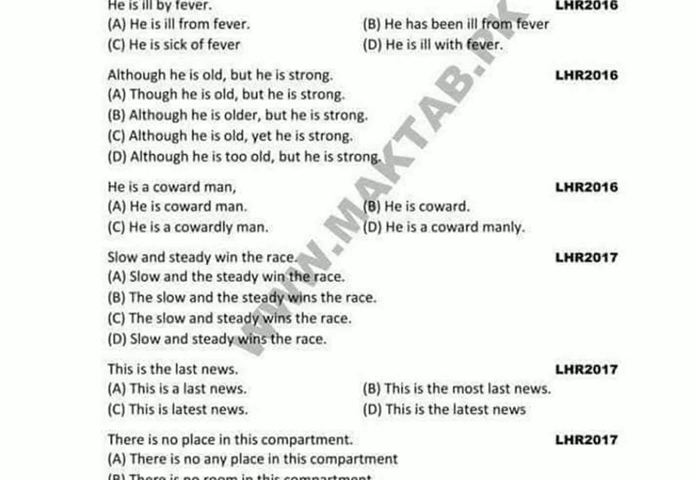 He is ill by fever. LHR2016
(A) He is ill from fever. (B) He has been ill from fever
(C) He is sick of fever (D) He is ill with fever.
Although he is old, but he is strong. LHR2016
(A) Though he is old, but he is strong.
(B) Although he is older, but he is strong.
(C) Although he is old, yet he is strong.
(D) Although he is too old, but he is strong.
He is a coward man, LHR2016
(A) He is coward man. (B) He is coward.
(C) He is a cowardly man. (D) He is a coward manly.
Slow and steady win the race. LHR2017
(A) Slow and the steady win the race.
(B) The slow and the steady wins the race.
(C) The slow and steady wins the race.
(D) Slow and steady wins the race.
This is the last news. LHR2017
(A) This is a last news. (B) This is the most last news.
(C) This is latest news. (D) This is the latest news
There is no place in this compartment. LHR2017
(A) There is no any place in this compartment
(B) There is no room in this compartment
WWW.MAKTAB.PK